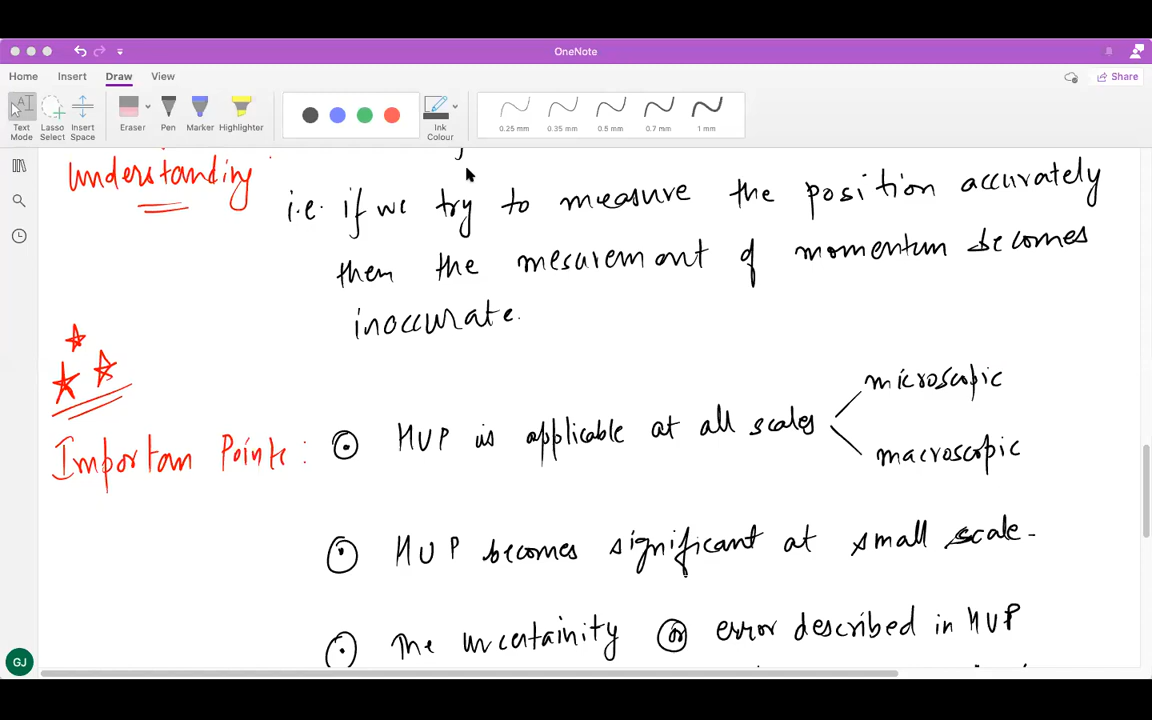 OneNote
Home Insert Draw View
Share
Text Mode
Lasso Select
Insert Space
Eraser
Pen
Marker
Highlighter
Ink Colour
0.25 mm
0.35 mm
0.5 mm
0.7 mm
1 mm
Understanding
i.e. if we try to measure the position accurately
then the mesurement of momentum becomes
inaccurate.
Importan Points :
HUP is applicable at all scales
microscopic
macroscopic
HUP becomes significant at small scale.
The uncertainity or error described in HUP
GJ